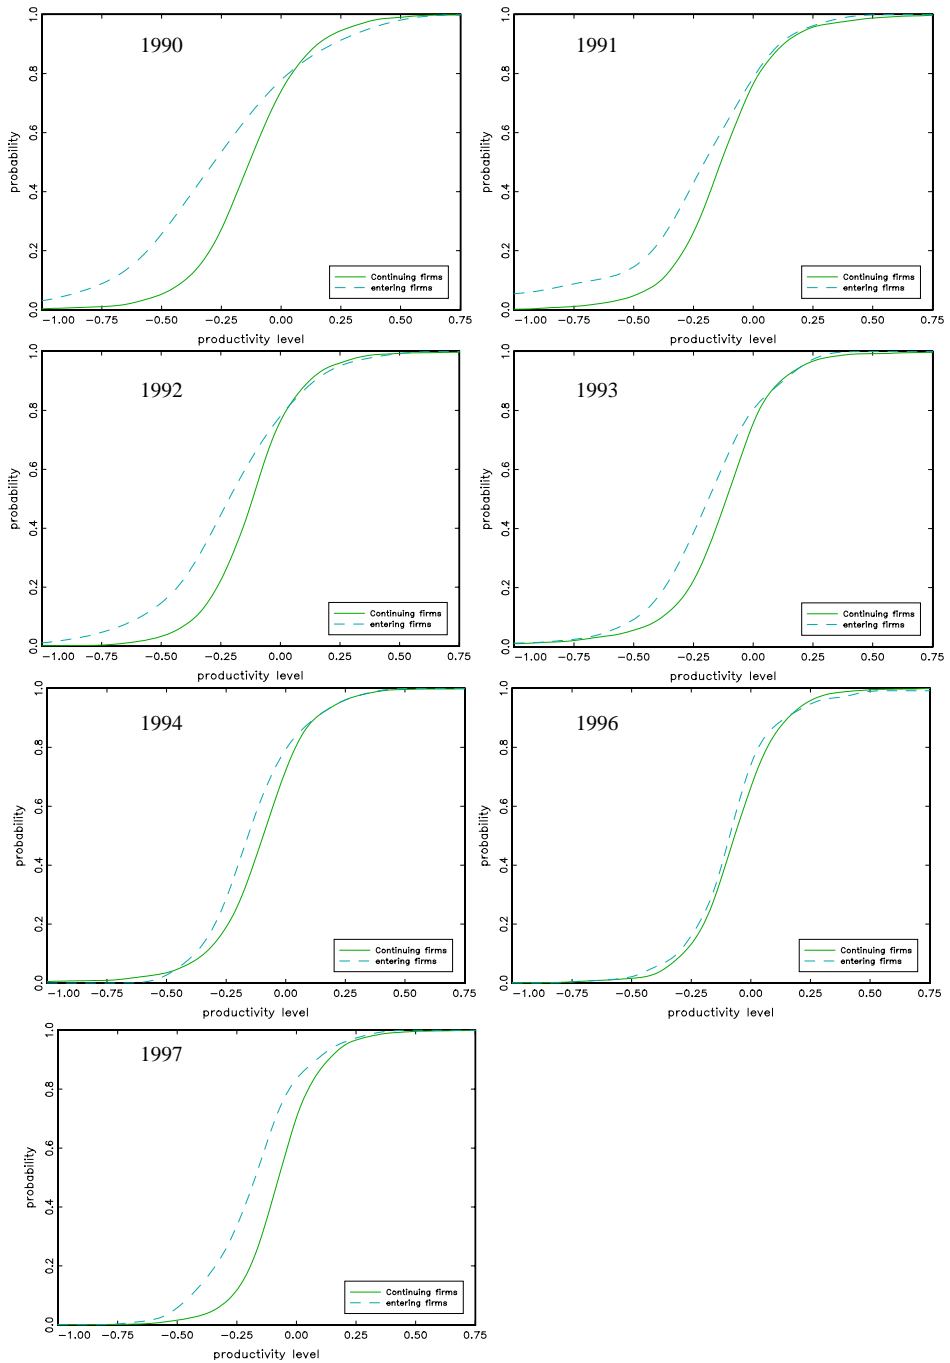 1990
probability
0.0 0.2 0.4 0.6 0.8 1.0
Continuing firms
entering firms
−1.00 −0.75 −0.50 −0.25 0.00 0.25 0.50 0.75
productivity level
1991
probability
0.0 0.2 0.4 0.6 0.8 1.0
Continuing firms
entering firms
−1.00 −0.75 −0.50 −0.25 0.00 0.25 0.50 0.75
productivity level
1992
probability
0.0 0.2 0.4 0.6 0.8 1.0
Continuing firms
entering firms
−1.00 −0.75 −0.50 −0.25 0.00 0.25 0.50 0.75
productivity level
1993
probability
0.0 0.2 0.4 0.6 0.8 1.0
Continuing firms
entering firms
−1.00 −0.75 −0.50 −0.25 0.00 0.25 0.50 0.75
productivity level
1994
probability
0.0 0.2 0.4 0.6 0.8 1.0
Continuing firms
entering firms
−1.00 −0.75 −0.50 −0.25 0.00 0.25 0.50 0.75
productivity level
1996
probability
0.0 0.2 0.4 0.6 0.8 1.0
Continuing firms
entering firms
−1.00 −0.75 −0.50 −0.25 0.00 0.25 0.50 0.75
productivity level
1997
probability
0.0 0.2 0.4 0.6 0.8 1.0
Continuing firms
entering firms
−1.00 −0.75 −0.50 −0.25 0.00 0.25 0.50 0.75
productivity level